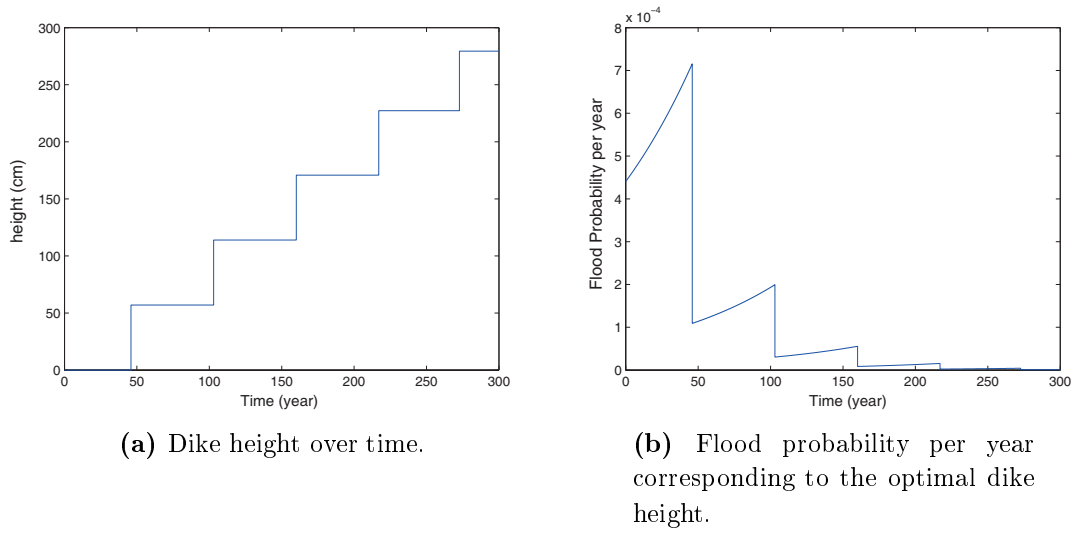 300
250
200
150
100
50
0
height (cm)
0 50 100 150 200 250 300
Time (year)
(a) Dike height over time.
x 10⁻⁴
8
7
6
5
4
3
2
1
0
Flood Probability per year
0 50 100 150 200 250 300
Time (year)
(b) Flood probability per year
corresponding to the optimal dike
height.